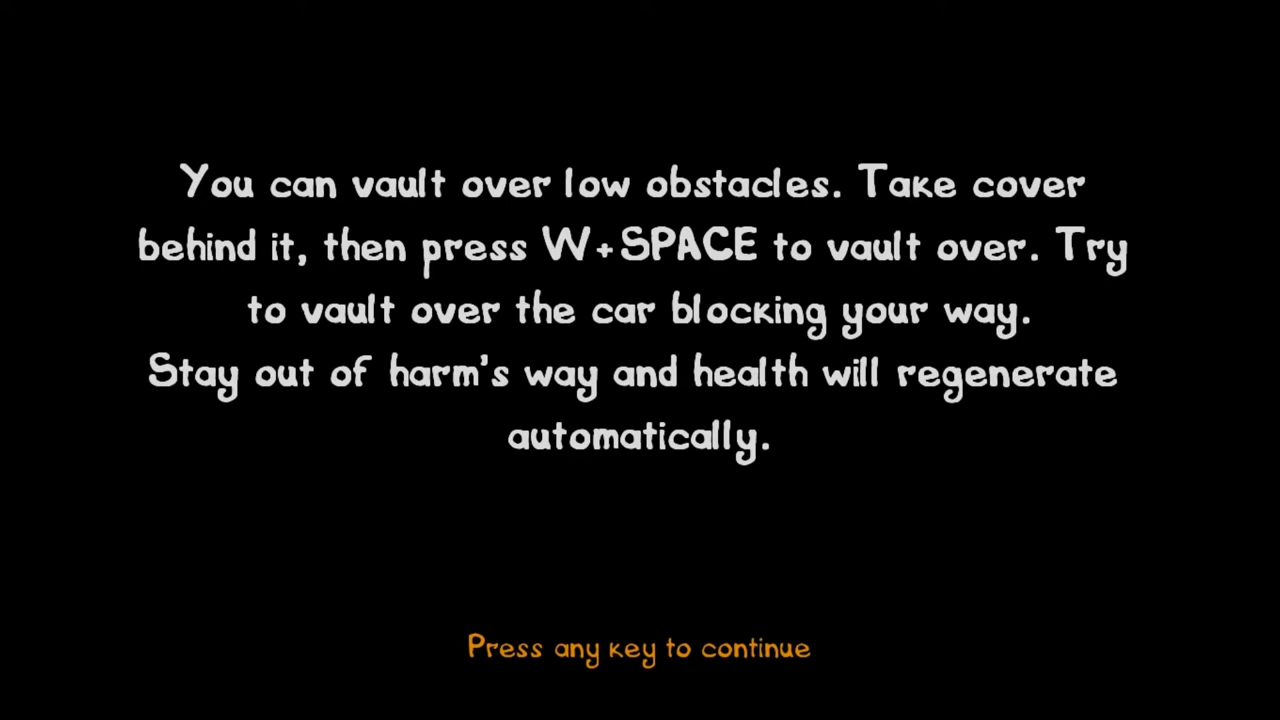 You can vault over low obstacles. Take cover
behind it, then press W+SPACE to vault over. Try
to vault over the car blocking your way.
Stay out of harm's way and health will regenerate
automatically.
Press any key to continue